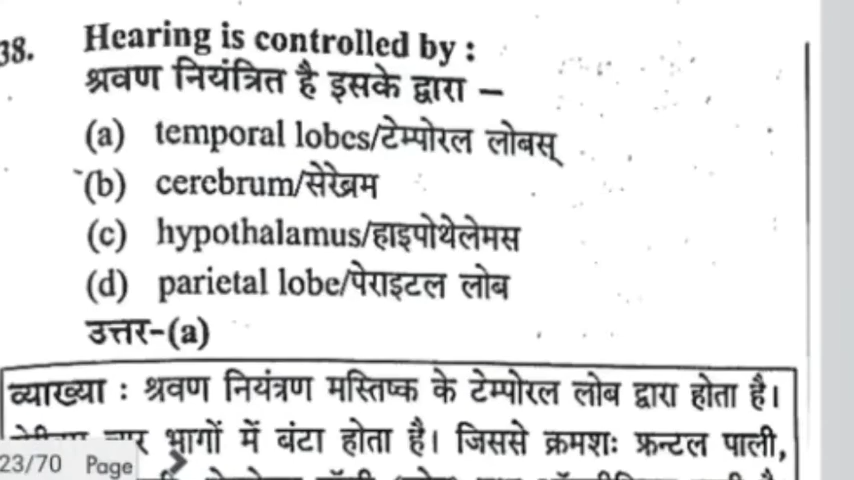 38. Hearing is controlled by :
श्रवण नियंत्रित है इसके द्वारा –
(a) temporal lobes/टेम्पोरल लोबस्
(b) cerebrum/सेरेब्रम
(c) hypothalamus/हाइपोथेलेमस
(d) parietal lobe/पेराइटल लोब
उत्तर-(a)
व्याख्या : श्रवण नियंत्रण मस्तिष्क के टेम्पोरल लोब द्वारा होता है।
भागों में बंटा होता है। जिससे क्रमशः फ्रन्टल पाली,
23/70 Page